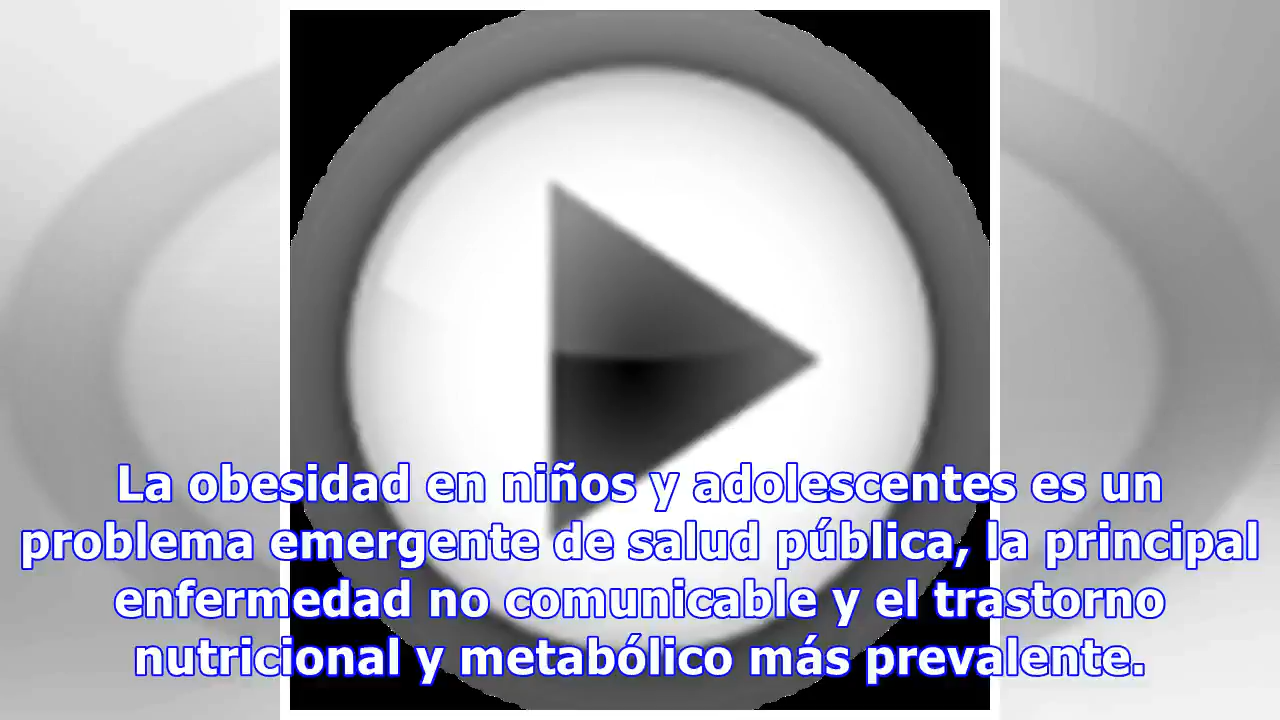 La obesidad en niños y adolescentes es un
problema emergente de salud pública, la principal
enfermedad no comunicable y el trastorno
nutricional y metabólico más prevalente.